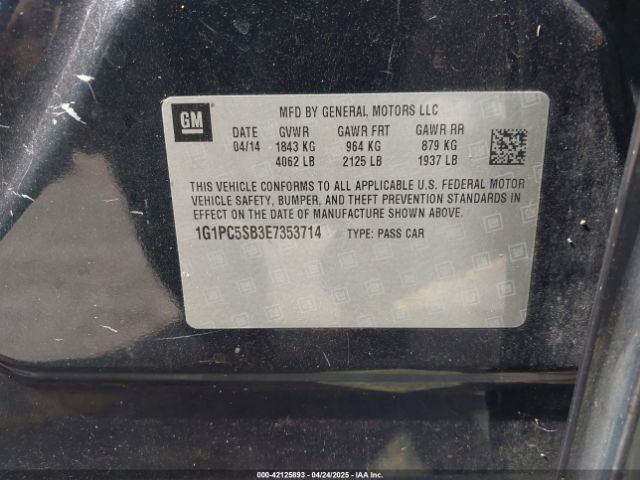 GM
MFD BY GENERAL MOTORS LLC
DATE GVWR GAWR FRT GAWR RR
04/14 1843 KG 964 KG 879 KG
4062 LB 2125 LB 1937 LB
THIS VEHICLE CONFORMS TO ALL APPLICABLE U.S. FEDERAL MOTOR
VEHICLE SAFETY, BUMPER, AND THEFT PREVENTION STANDARDS IN
EFFECT ON THE DATE OF MANUFACTURE SHOWN ABOVE.
1G1PC5SB3E7353714 TYPE: PASS CAR
000-42125893 - 04/24/2025 - IAAI.com